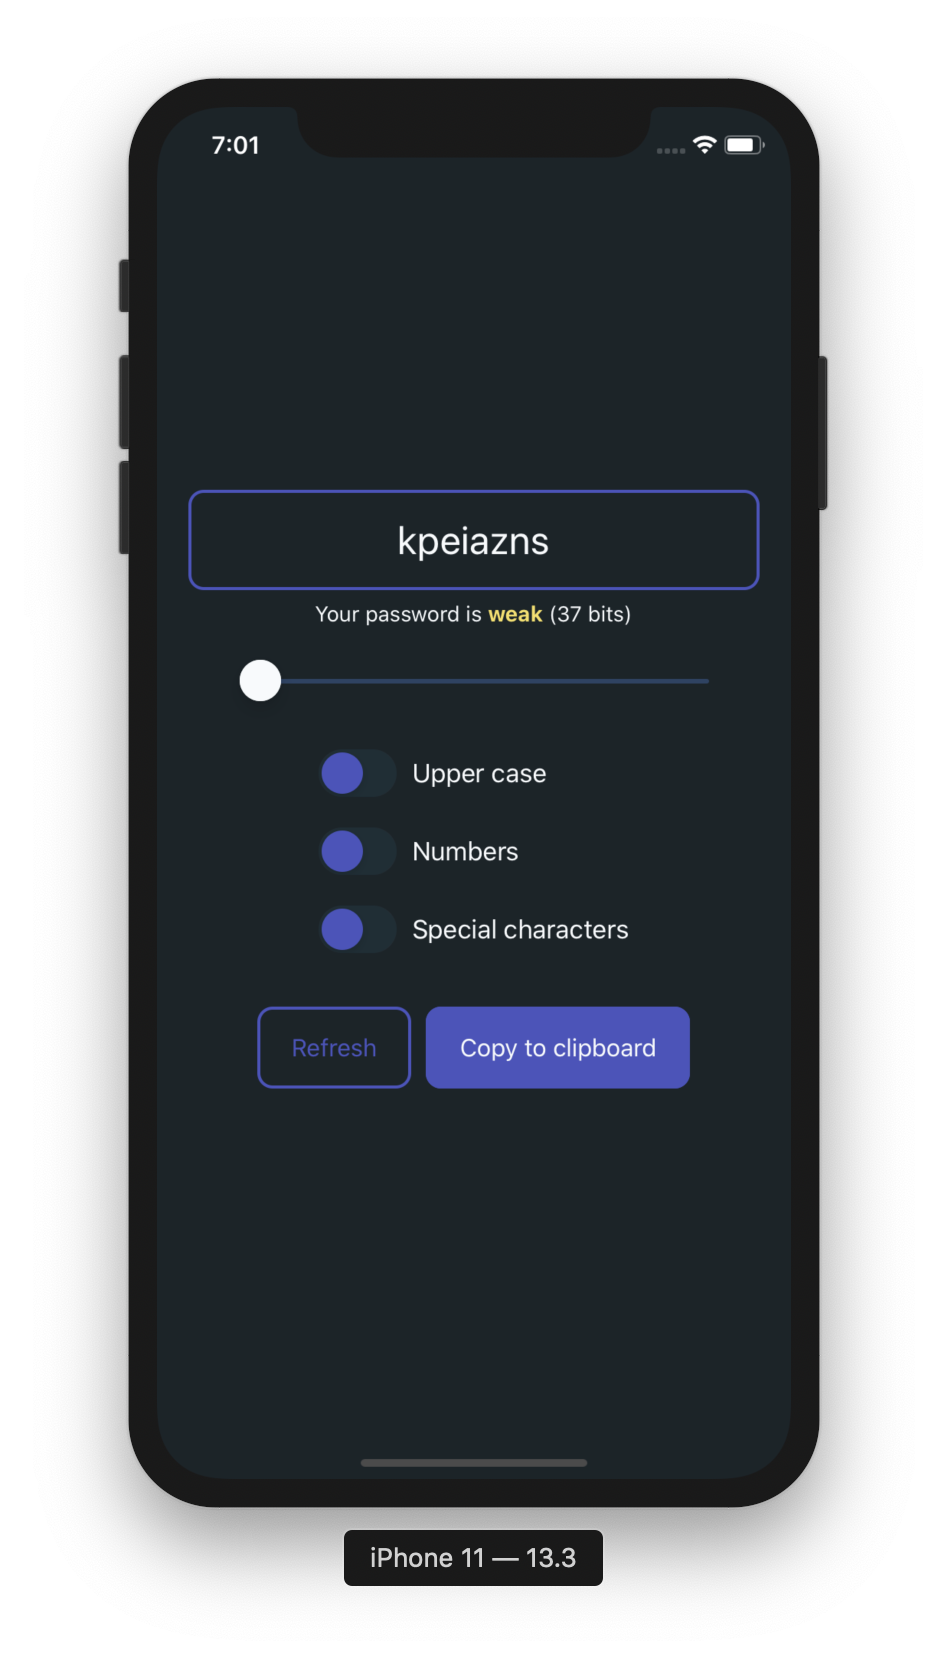 7:01
kpeiazns
Your password is weak (37 bits)
Upper case
Numbers
Special characters
Refresh
Copy to clipboard
iPhone 11 — 13.3